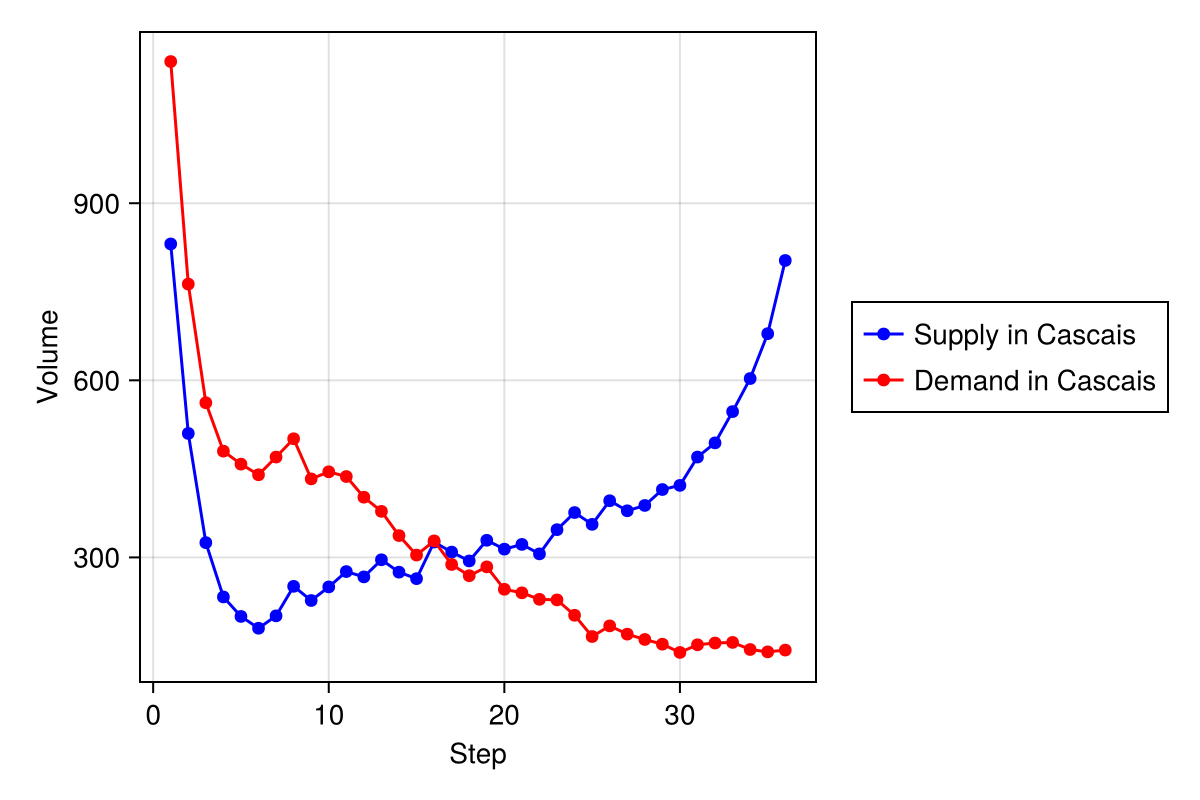 900
600
300
Volume
0 10 20 30
Step
Supply in Cascais
Demand in Cascais